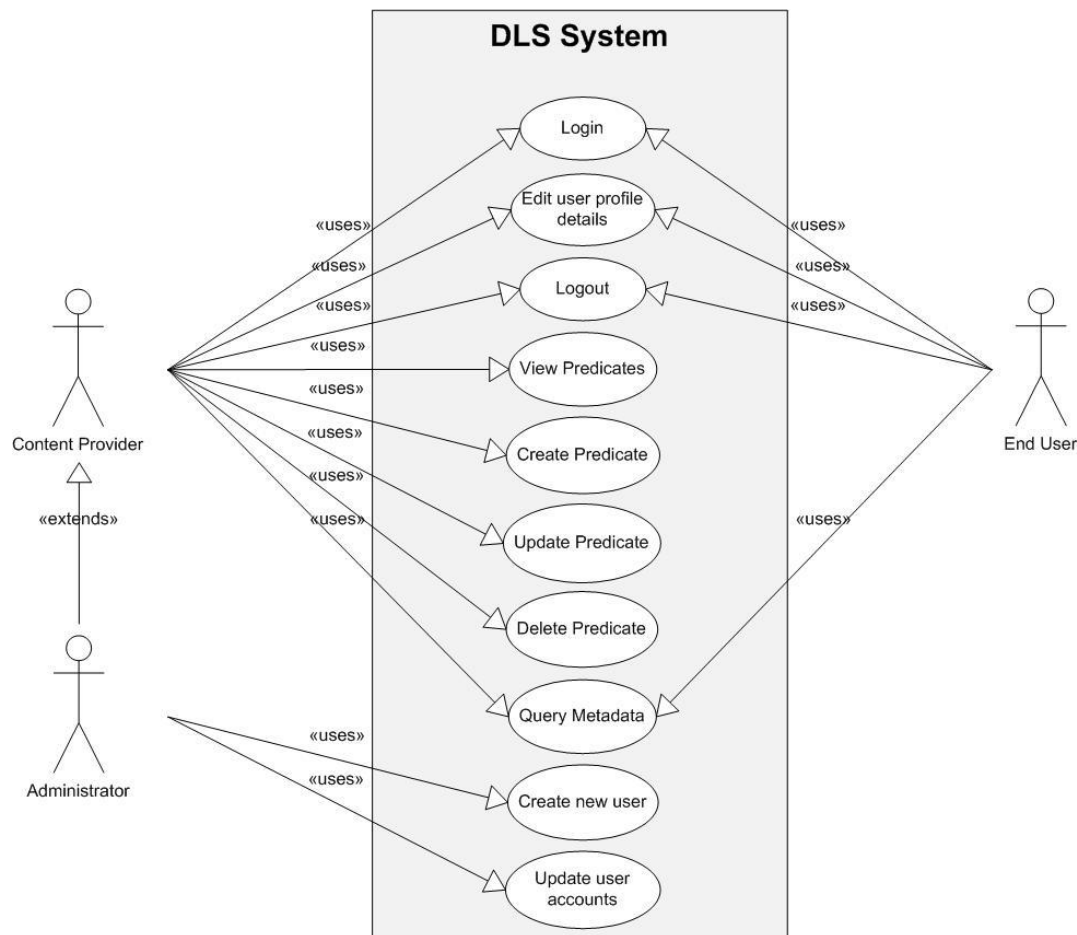 DLS System
Login
Edit user profile
details
«uses»
«uses»
«uses»
«uses»
Logout
«uses»
«uses»
«uses»
View Predicates
«uses»
Content Provider
End User
Create Predicate
«uses»
«uses»
«extends»
«uses»
«uses»
Update Predicate
Delete Predicate
Query Metadata
«uses»
Administrator
Create new user
«uses»
Update user
accounts